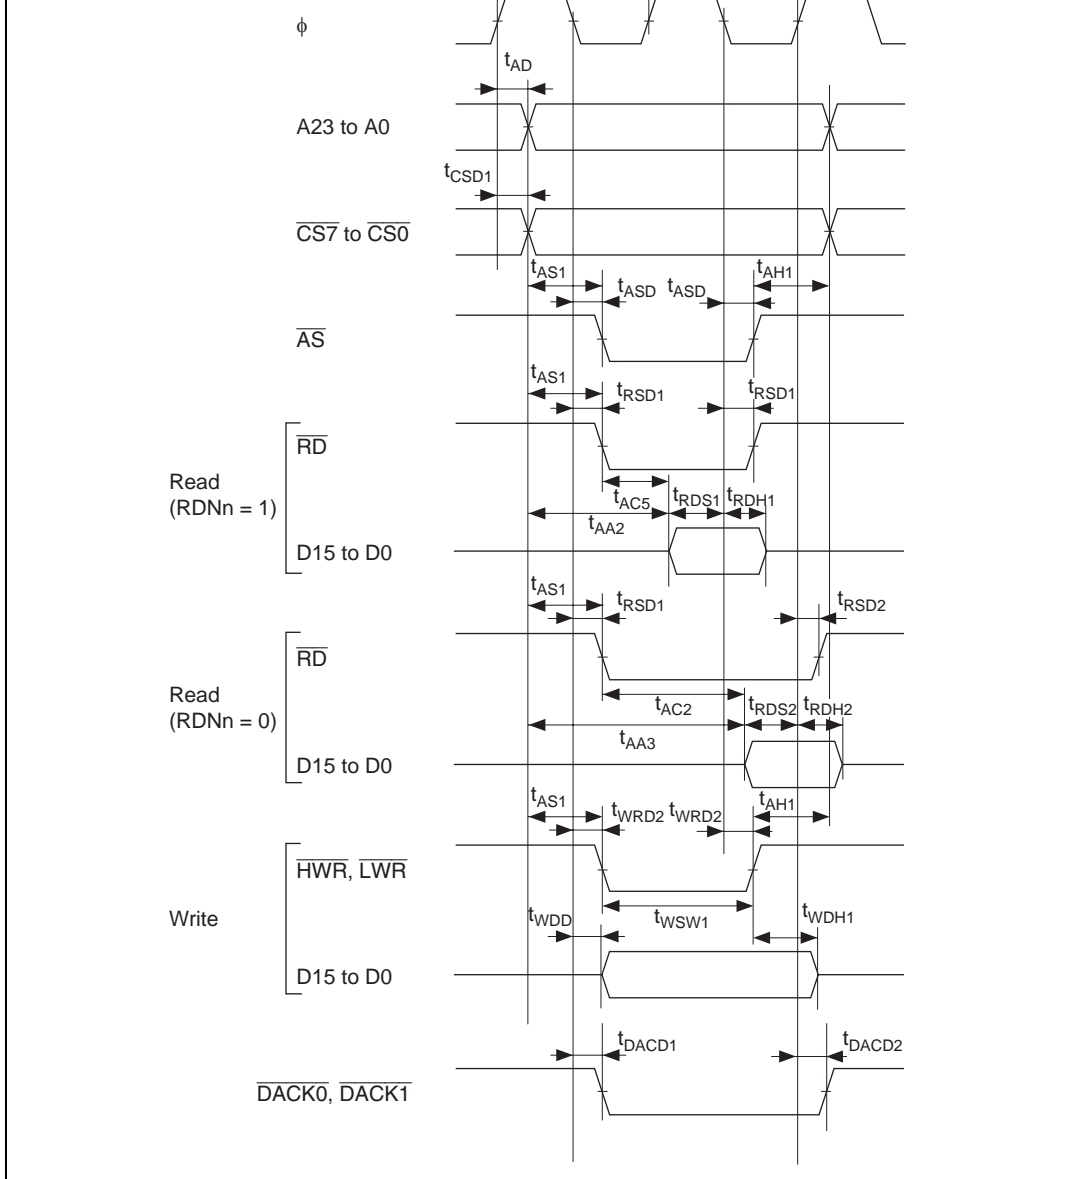 ϕ
tAD
A23 to A0
tCSD1
CS7 to CS0
tAS1
tASD tASD
tAH1
AS
tAS1
tRSD1 tRSD1
RD
Read
(RDNn = 1)
tAC5 tRDS1 tRDH1
tAA2
D15 to D0
tAS1
tRSD1 tRSD2
RD
Read
(RDNn = 0)
tAC2 tRDS2 tRDH2
tAA3
D15 to D0
tAS1 tAH1
tWRD2 tWRD2
HWR, LWR
Write
tWDD tWSW1 tWDH1
D15 to D0
tDACD1 tDACD2
DACK0, DACK1